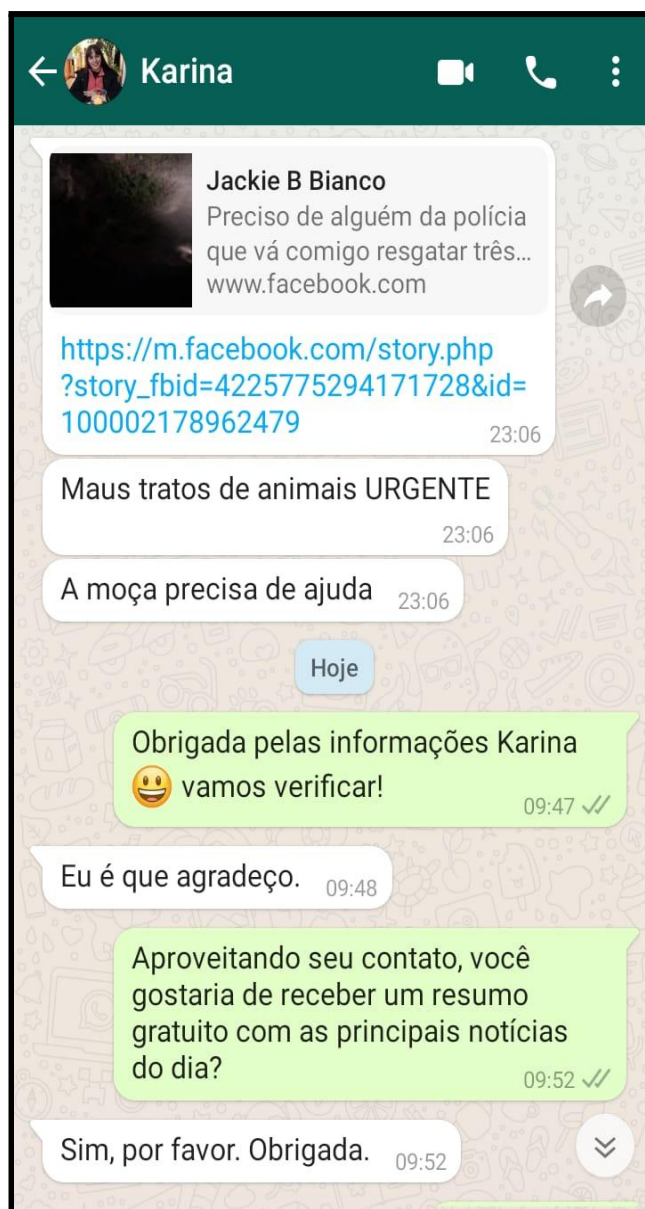 Karina
Jackie B Bianco
Preciso de alguém da polícia
que vá comigo resgatar três...
www.facebook.com
https://m.facebook.com/story.php
?story_fbid=4225775294171728&id=
100002178962479
23:06
Maus tratos de animais URGENTE
23:06
A moça precisa de ajuda 23:06
Hoje
Obrigada pelas informações Karina
😃 vamos verificar!
09:47
Eu é que agradeço. 09:48
Aproveitando seu contato, você
gostaria de receber um resumo
gratuito com as principais notícias
do dia?
09:52
Sim, por favor. Obrigada. 09:52